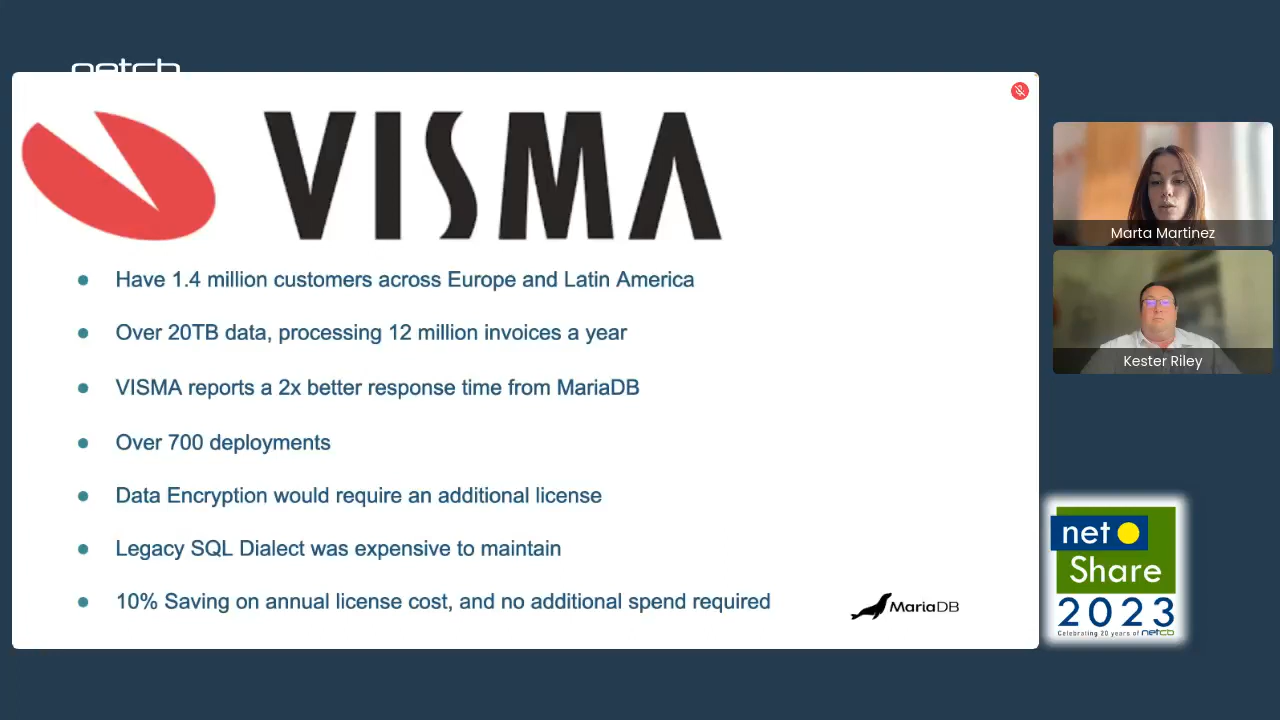 netcb
VISMA
Have 1.4 million customers across Europe and Latin America
Over 20TB data, processing 12 million invoices a year
VISMA reports a 2x better response time from MariaDB
Over 700 deployments
Data Encryption would require an additional license
Legacy SQL Dialect was expensive to maintain
10% Saving on annual license cost, and no additional spend required
MariaDB
Marta Martinez
Kester Riley
net
Share
2023
Celebrating 20 years of netcb